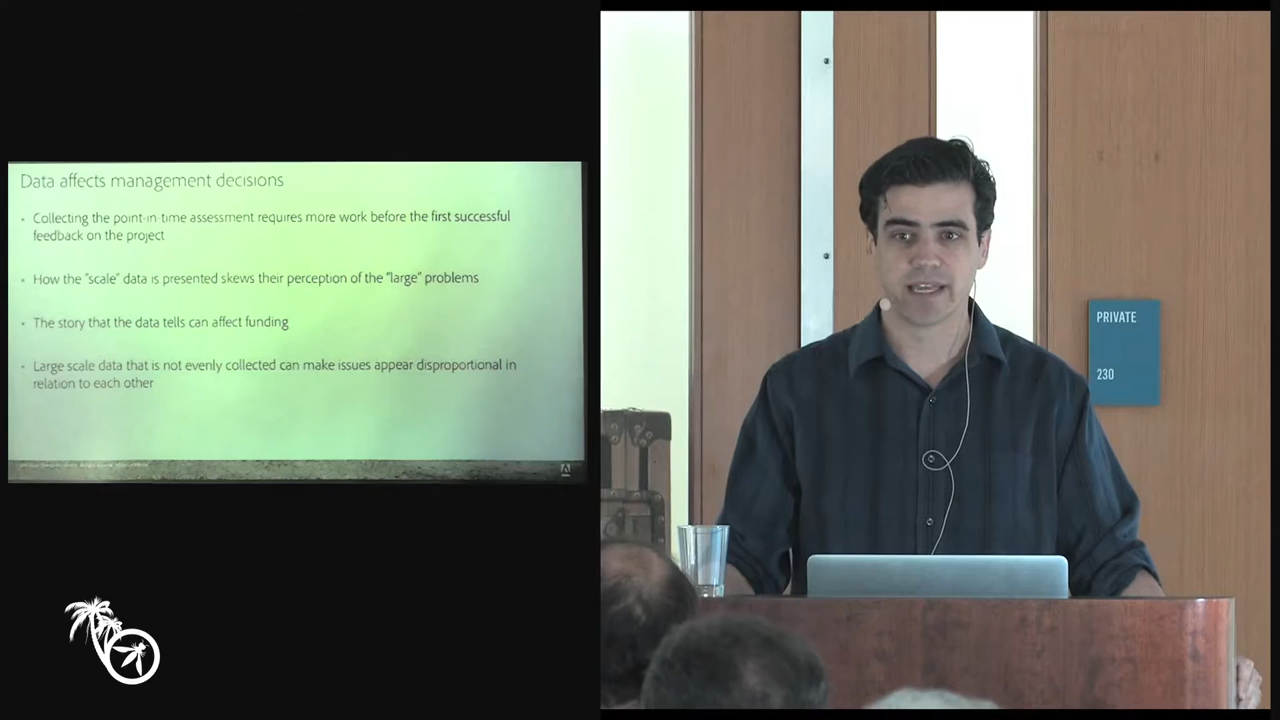 Data affects management decisions
Collecting the point-in-time assessment requires more work before the first successful
feedback on the project
How the "scale" data is presented skews their perception of the "large" problems
The story that the data tells can affect funding
Large scale data that is not evenly collected can make issues appear disproportional in
relation to each other
PRIVATE
230